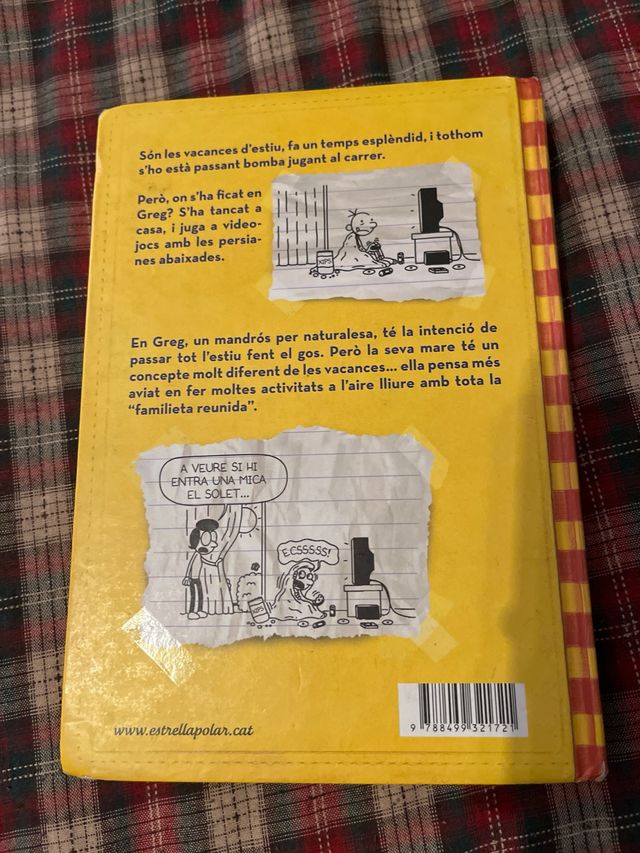 Són les vacances d'estiu, fa un temps esplèndid, i tothom
s'ho està passant bomba jugant al carrer.
Però, on s'ha ficat en
Greg? S'ha tancat a
casa, i juga a video-
jocs amb les persia-
nes abaixades.
XIPS
En Greg, un mandrós per naturalesa, té la intenció de
passar tot l'estiu fent el gos. Però la seva mare té un
concepte molt diferent de les vacances... ella pensa més
aviat en fer moltes activitats a l'aire lliure amb tota la
"familieta reunida".
A VEURE SI HI
ENTRA UNA MICA
EL SOLET...
ECSSSSS!
XIPS
www.estrellapolar.cat
9 788499 321721